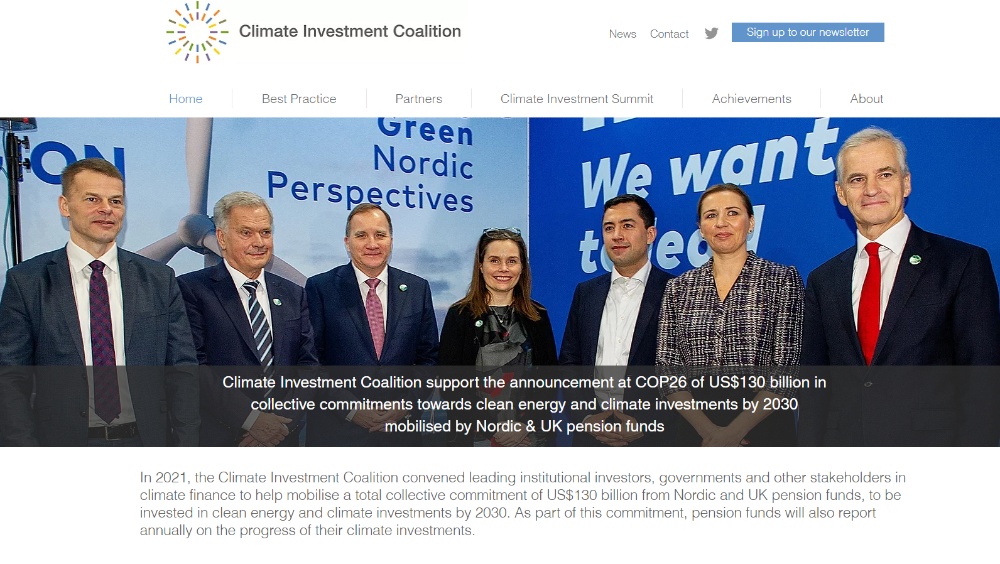 Climate Investment Coalition
News Contact Sign up to our newsletter
Home Best Practice Partners Climate Investment Summit Achievements About
Green
Nordic
Perspectives
We want
Climate Investment Coalition support the announcement at COP26 of US$130 billion in
collective commitments towards clean energy and climate investments by 2030
mobilised by Nordic & UK pension funds
In 2021, the Climate Investment Coalition convened leading institutional investors, governments and other stakeholders in
climate finance to help mobilise a total collective commitment of US$130 billion from Nordic and UK pension funds, to be
invested in clean energy and climate investments by 2030. As part of this commitment, pension funds will also report
annually on the progress of their climate investments.